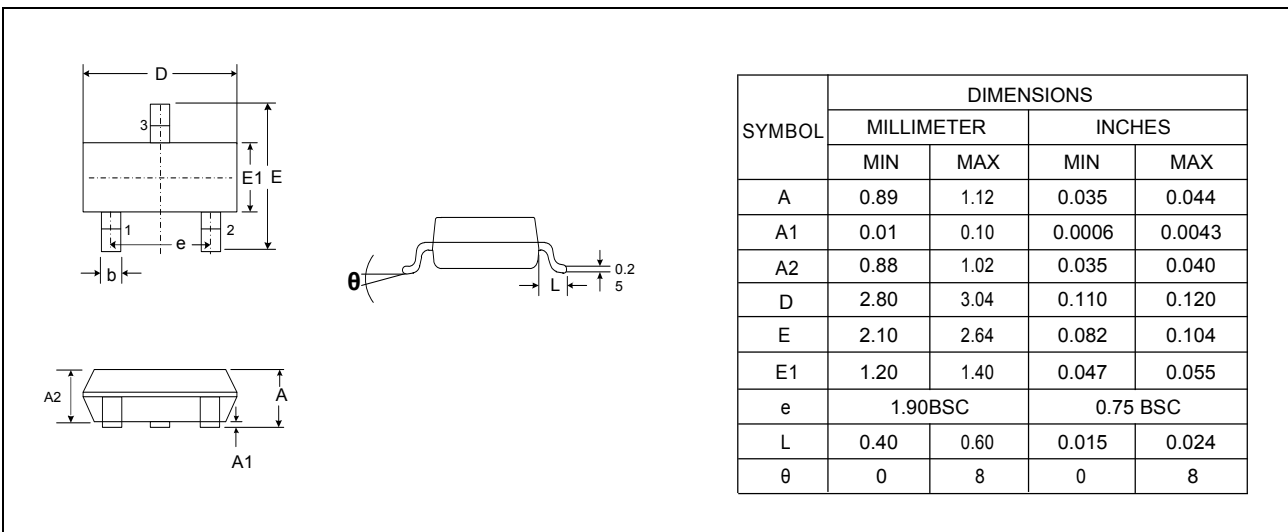 D
3
E1 E
1 2
e
b
θ
L
0.2
5
A2
A
A1
SYMBOL DIMENSIONS
MILLIMETER INCHES
MIN MAX MIN MAX
A 0.89 1.12 0.035 0.044
A1 0.01 0.10 0.0006 0.0043
A2 0.88 1.02 0.035 0.040
D 2.80 3.04 0.110 0.120
E 2.10 2.64 0.082 0.104
E1 1.20 1.40 0.047 0.055
e 1.90BSC 0.75 BSC
L 0.40 0.60 0.015 0.024
θ 0 8 0 8